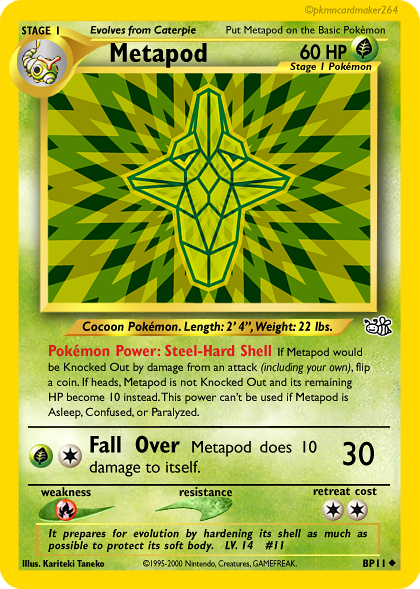 ©pkmncardmaker264
STAGE 1 Evolves from Caterpie Put Metapod on the Basic Pokémon
Metapod 60 HP
Stage 1 Pokémon
Cocoon Pokémon. Length: 2' 4", Weight: 22 lbs.
Pokémon Power: Steel-Hard Shell If Metapod would
be Knocked Out by damage from an attack (including your own), flip
a coin. If heads, Metapod is not Knocked Out and its remaining
HP become 10 instead. This power can't be used if Metapod is
Asleep, Confused, or Paralyzed.
Fall Over Metapod does 10 30
damage to itself.
weakness resistance retreat cost
It prepares for evolution by hardening its shell as much as
possible to protect its soft body. LV. 14 #11
Illus. Kariteki Taneko ©1995-2000 Nintendo, Creatures, GAMEFREAK. BP11